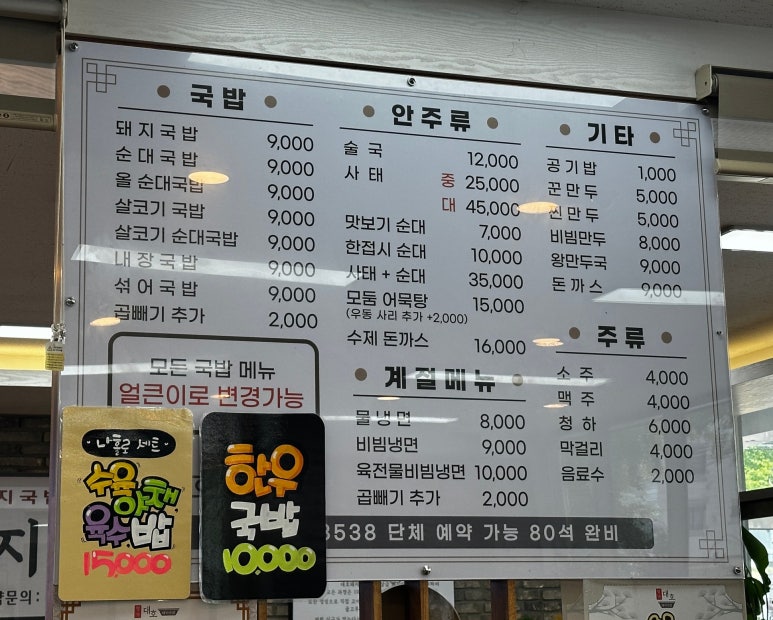 국밥
돼지국밥 9,000
순대국밥 9,000
올 순대국밥 9,000
살코기 국밥 9,000
살코기 순대국밥 9,000
내장국밥 9,000
섞어국밥 9,000
곱빼기 추가 2,000
모든 국밥 메뉴
얼큰이로 변경가능
안주류
술국 12,000
사태 중 25,000
대 45,000
맛보기 순대 7,000
한접시 순대 10,000
사태 + 순대 35,000
모둠 어묵탕 15,000
(우동 사리 추가 +2,000)
수제 돈까스 16,000
계절메뉴
물냉면 8,000
비빔냉면 9,000
육전물비빔냉면 10,000
곱빼기 추가 2,000
기타
공기밥 1,000
꾼만두 5,000
찐만두 5,000
비빔만두 8,000
왕만두국 9,000
돈까스 9,000
주류
소주 4,000
맥주 4,000
청하 6,000
막걸리 4,000
음료수 2,000
8538 단체 예약 가능 80석 완비
나홀로 세트
수육
야채
육수 밥
15,000
한우
국밥
10,000
지국밥
지
문의:
대호
대호